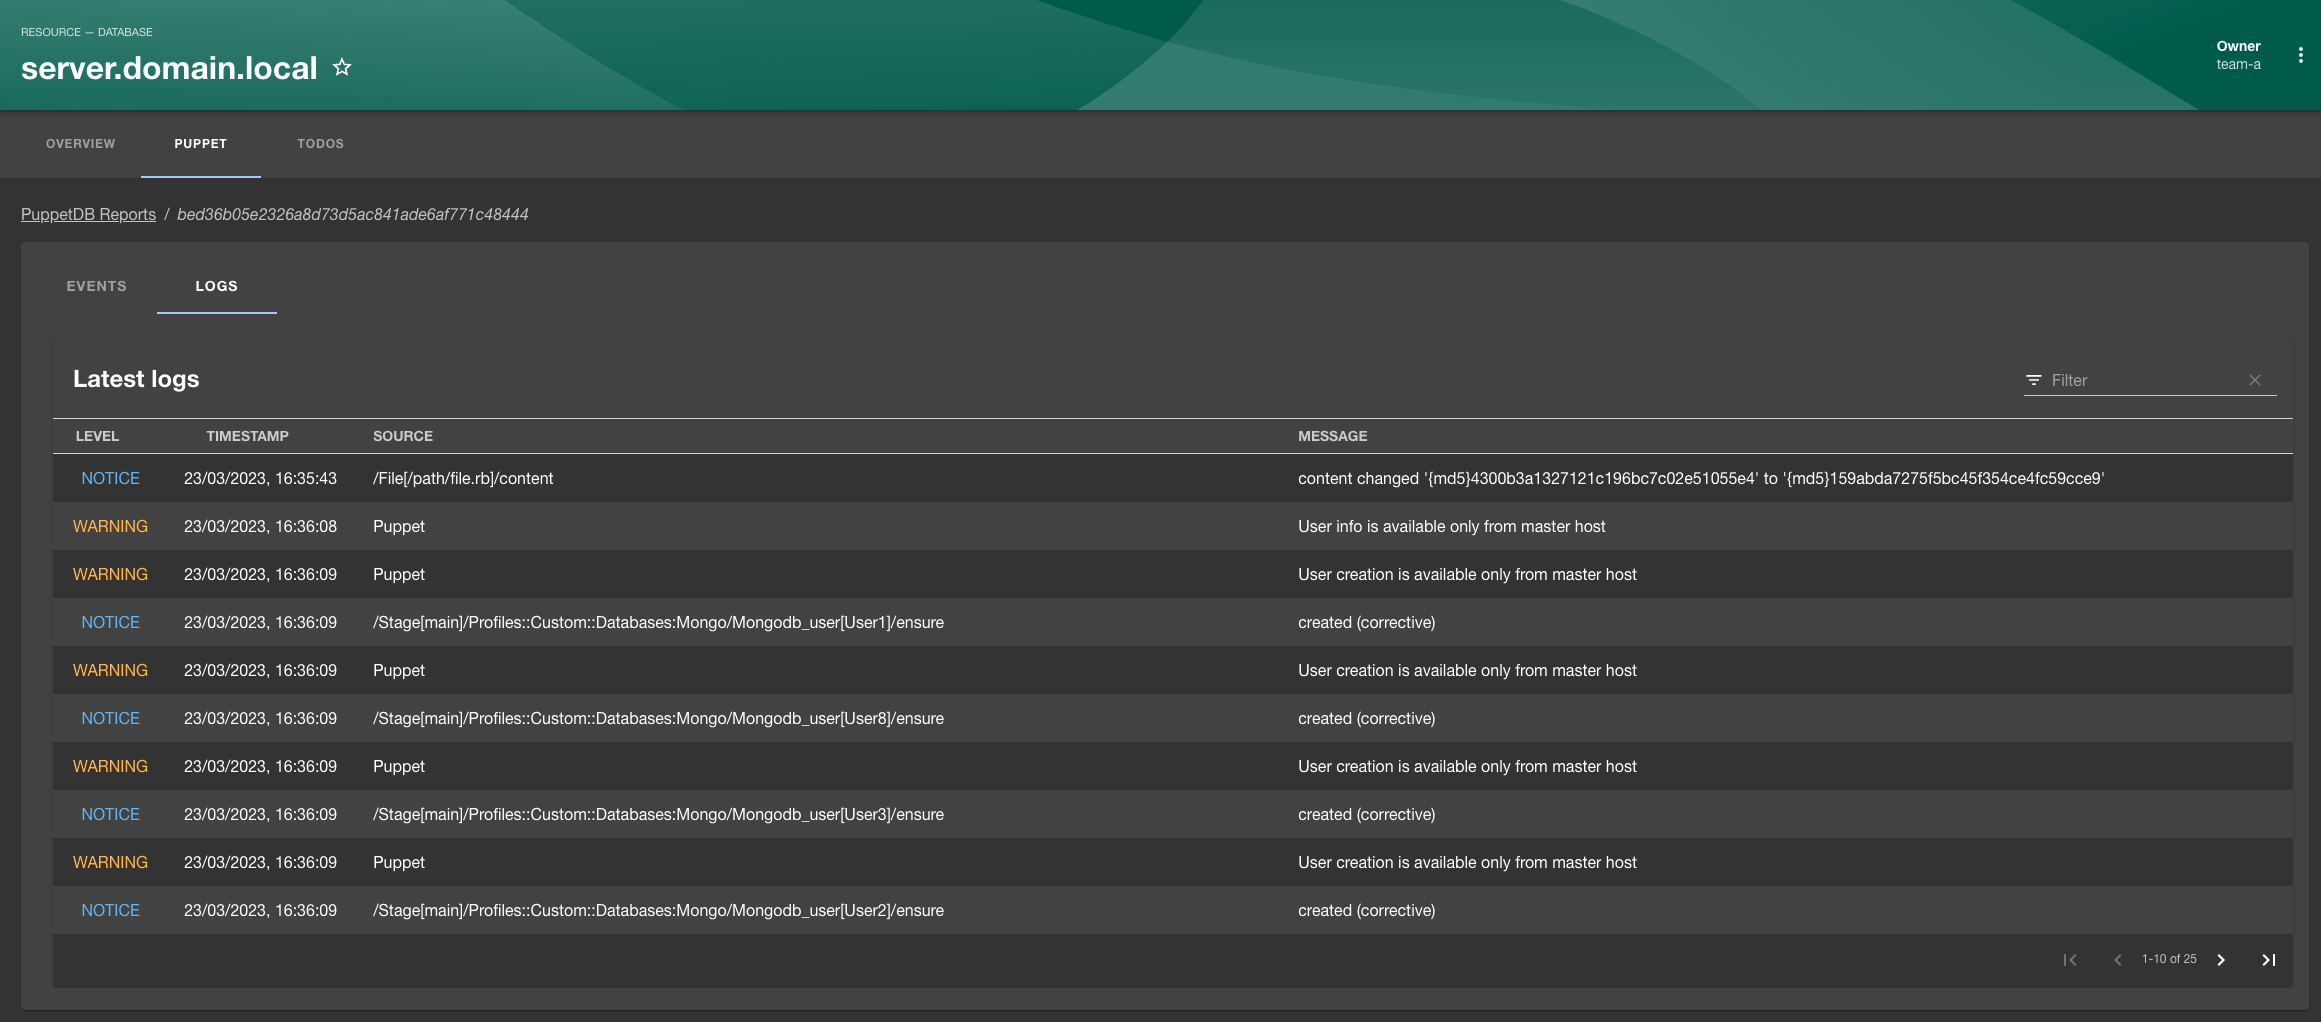 RESOURCE — DATABASE
server.domain.local
Owner
team-a
OVERVIEW PUPPET TODOS
PuppetDB Reports / bed36b05e2326a8d73d5ac841ade6af771c48444
EVENTS LOGS
Latest logs
Filter
LEVEL TIMESTAMP SOURCE MESSAGE
NOTICE 23/03/2023, 16:35:43 /File[/path/file.rb]/content content changed '{md5}4300b3a1327121c196bc7c02e51055e4' to '{md5}159abda7275f5bc45f354ce4fc59cce9'
WARNING 23/03/2023, 16:36:08 Puppet User info is available only from master host
WARNING 23/03/2023, 16:36:09 Puppet User creation is available only from master host
NOTICE 23/03/2023, 16:36:09 /Stage[main]/Profiles::Custom::Databases:Mongo/Mongodb_user[User1]/ensure created (corrective)
WARNING 23/03/2023, 16:36:09 Puppet User creation is available only from master host
NOTICE 23/03/2023, 16:36:09 /Stage[main]/Profiles::Custom::Databases:Mongo/Mongodb_user[User8]/ensure created (corrective)
WARNING 23/03/2023, 16:36:09 Puppet User creation is available only from master host
NOTICE 23/03/2023, 16:36:09 /Stage[main]/Profiles::Custom::Databases:Mongo/Mongodb_user[User3]/ensure created (corrective)
WARNING 23/03/2023, 16:36:09 Puppet User creation is available only from master host
NOTICE 23/03/2023, 16:36:09 /Stage[main]/Profiles::Custom::Databases:Mongo/Mongodb_user[User2]/ensure created (corrective)
1-10 of 25